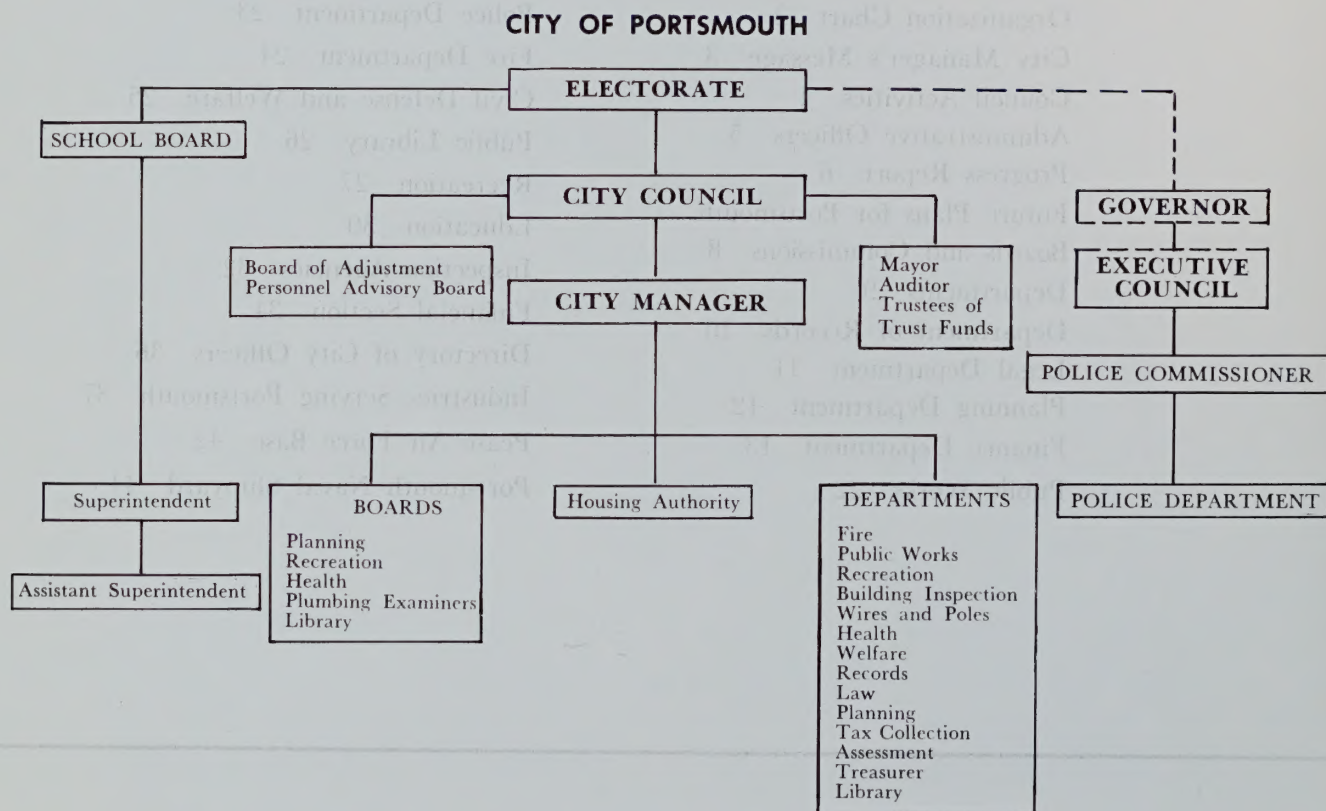 CITY OF PORTSMOUTH
ELECTORATE
SCHOOL BOARD
CITY COUNCIL
GOVERNOR
Board of Adjustment
Personnel Advisory Board
CITY MANAGER
Mayor
Auditor
Trustees of
Trust Funds
EXECUTIVE
COUNCIL
POLICE COMMISSIONER
Superintendent
Assistant Superintendent
BOARDS
Planning
Recreation
Health
Plumbing Examiners
Library
Housing Authority
DEPARTMENTS
Fire
Public Works
Recreation
Building Inspection
Wires and Poles
Health
Welfare
Records
Law
Planning
Tax Collection
Assessment
Treasurer
Library
POLICE DEPARTMENT